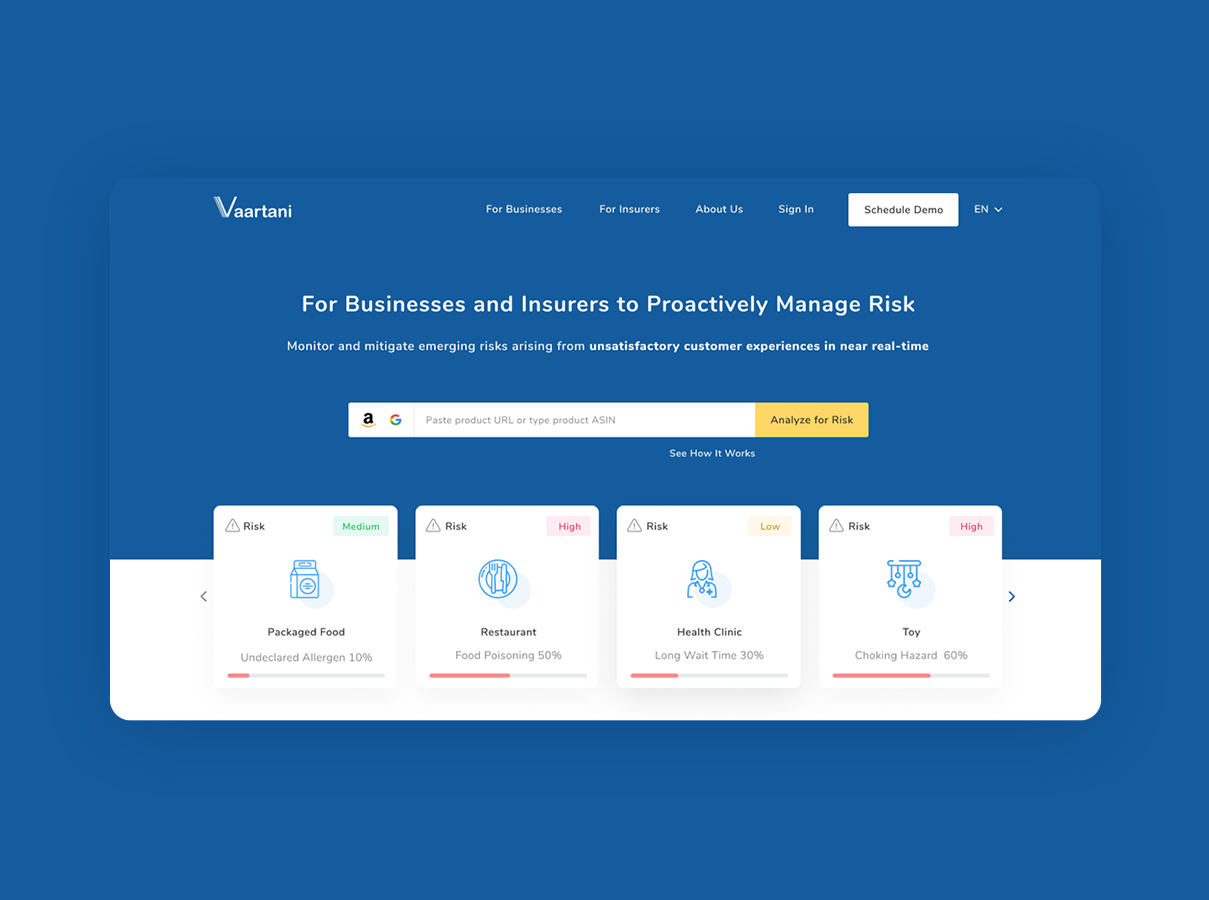 Vaartani
For Businesses
For Insurers
About Us
Sign In
Schedule Demo
EN
For Businesses and Insurers to Proactively Manage Risk
Monitor and mitigate emerging risks arising from unsatisfactory customer experiences in near real-time
a
G
Paste product URL or type product ASIN
Analyze for Risk
See How It Works
Risk
Medium
Packaged Food
Undeclared Allergen 10%
Risk
High
Restaurant
Food Poisoning 50%
Risk
Low
Health Clinic
Long Wait Time 30%
Risk
High
Toy
Choking Hazard 60%